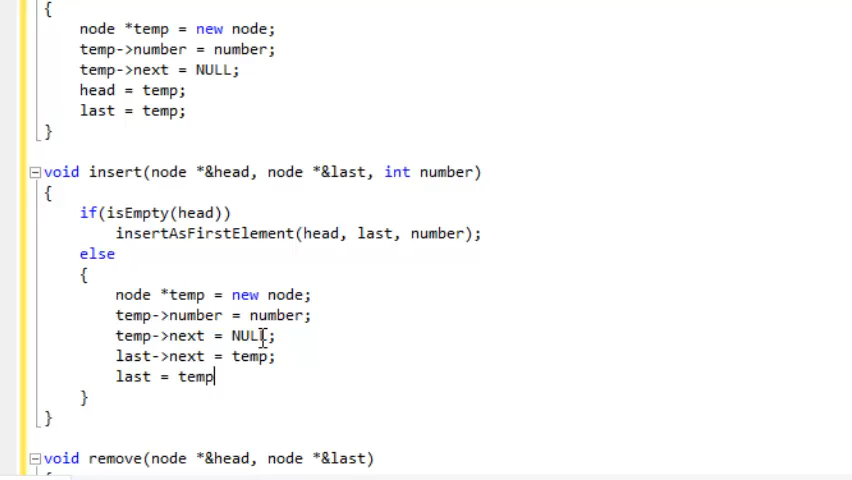 {
node *temp = new node;
temp->number = number;
temp->next = NULL;
head = temp;
last = temp;
}
void insert(node *&head, node *&last, int number)
{
if(isEmpty(head))
insertAsFirstElement(head, last, number);
else
{
node *temp = new node;
temp->number = number;
temp->next = NULL;
last->next = temp;
last = temp
}
}
void remove(node *&head, node *&last)